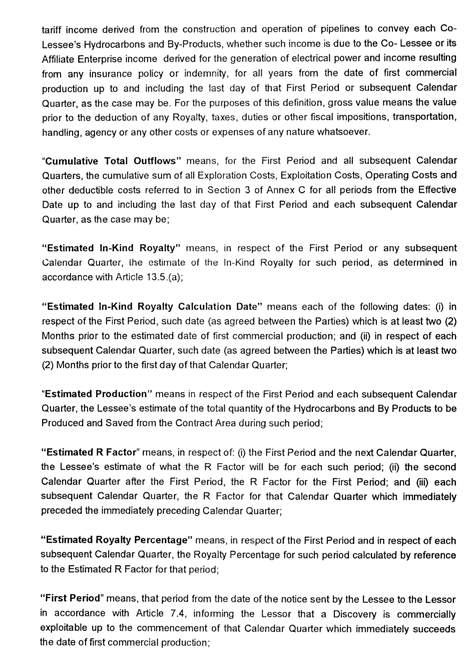 tariff income derived from the construction and operation of pipelines to convey each Co-
Lessee's Hydrocarbons and By-Products, whether such income is due to the Co- Lessee or its
Affiliate Enterprise income derived for the generation of electrical power and income resulting
from any insurance policy or indemnity, for all years from the date of first commercial
production up to and including the last day of that First Period or subsequent Calendar
Quarter, as the case may be. For the purposes of this definition, gross value means the value
prior to the deduction of any Royalty, taxes, duties or other fiscal impositions, transportation,
handling, agency or any other costs or expenses of any nature whatsoever.
"Cumulative Total Outflows" means, for the First Period and all subsequent Calendar
Quarters, the cumulative sum of all Exploration Costs, Exploitation Costs, Operating Costs and
other deductible costs referred to in Section 3 of Annex C for all periods from the Effective
Date up to and including the last day of that First Period and each subsequent Calendar
Quarter, as the case may be;
"Estimated In-Kind Royalty" means, in respect of the First Period or any subsequent
Calendar Quarter, the estimate of the In-Kind Royalty for such period, as determined in
accordance with Article 13.5.(a);
"Estimated In-Kind Royalty Calculation Date" means each of the following dates: (i) in
respect of the First Period, such date (as agreed between the Parties) which is at least two (2)
Months prior to the estimated date of first commercial production; and (ii) in respect of each
subsequent Calendar Quarter, such date (as agreed between the Parties) which is at least two
(2) Months prior to the first day of that Calendar Quarter;
"Estimated Production" means in respect of the First Period and each subsequent Calendar
Quarter, the Lessee's estimate of the total quantity of the Hydrocarbons and By Products to be
Produced and Saved from the Contract Area during such period;
"Estimated R Factor" means, in respect of: (i) the First Period and the next Calendar Quarter,
the Lessee's estimate of what the R Factor will be for each such period; (ii) the second
Calendar Quarter after the First Period, the R Factor for the First Period; and (iii) each
subsequent Calendar Quarter, the R Factor for that Calendar Quarter which immediately
preceded the immediately preceding Calendar Quarter;
"Estimated Royalty Percentage" means, in respect of the First Period and in respect of each
subsequent Calendar Quarter, the Royalty Percentage for such period calculated by reference
to the Estimated R Factor for that period;
"First Period" means, that period from the date of the notice sent by the Lessee to the Lessor
in accordance with Article 7.4, informing the Lessor that a Discovery is commercially
exploitable up to the commencement of that Calendar Quarter which immediately succeeds
the date of first commercial production;